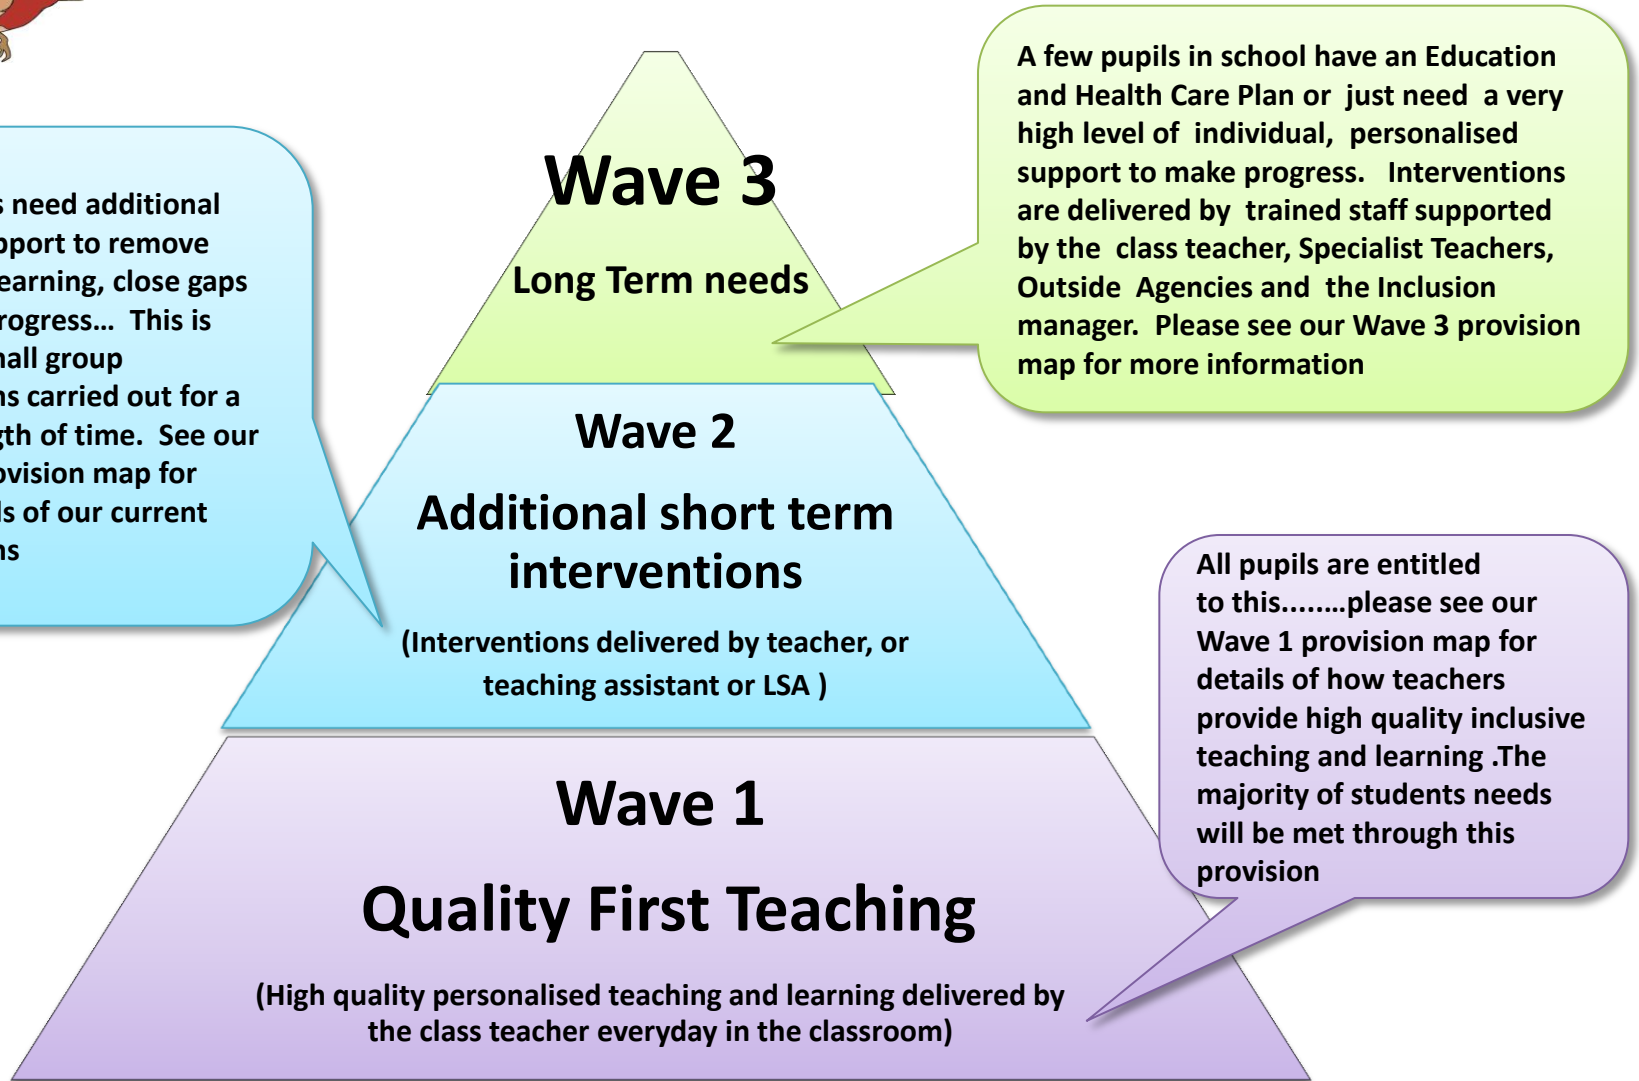 Wave 3
Long Term needs
A few pupils in school have an Education
and Health Care Plan or just need a very
high level of individual, personalised
support to make progress. Interventions
are delivered by trained staff supported
by the class teacher, Specialist Teachers,
Outside Agencies and the Inclusion
manager. Please see our Wave 3 provision
map for more information
need additional
to remove
close gaps
This is
group
carried out for a
of time. See our
map for
of our current
Wave 2
Additional short term
interventions
(Interventions delivered by teacher, or
teaching assistant or LSA )
All pupils are entitled
to this........please see our
Wave 1 provision map for
details of how teachers
provide high quality inclusive
teaching and learning .The
majority of students needs
will be met through this
provision
Wave 1
Quality First Teaching
(High quality personalised teaching and learning delivered by
the class teacher everyday in the classroom)